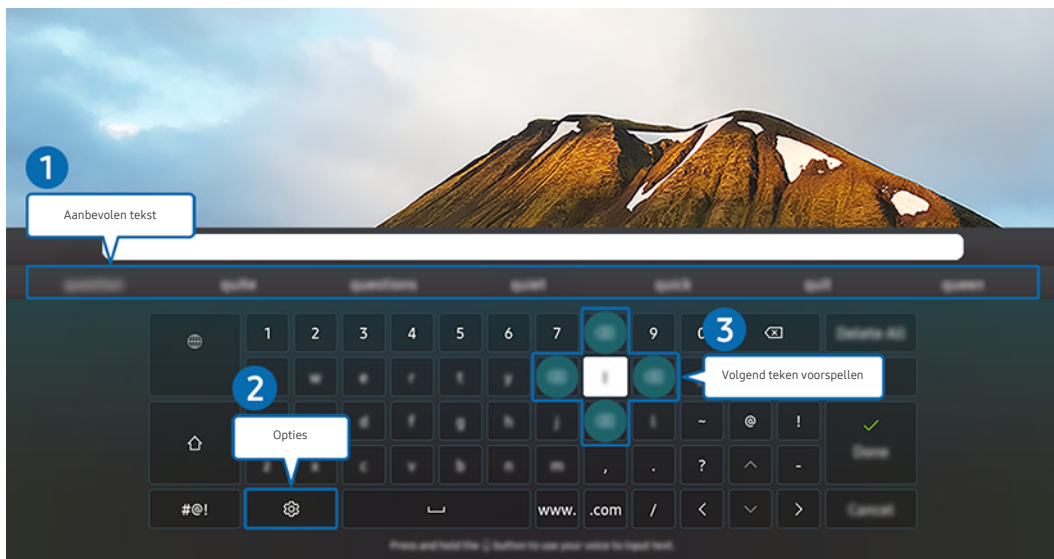 1
Aanbevolen tekst
question quite questions quiet quick quit queen
1 2 3 4 5 6 7 9
3
Delete All
w e r t y
Volgend teken voorspellen
2
Opties
d f g h j l ~ @ !
z x c v b n m , . ? ^ -
Done
#@! www. .com / < >
Cancel
Press and hold the button to use your voice to input text.